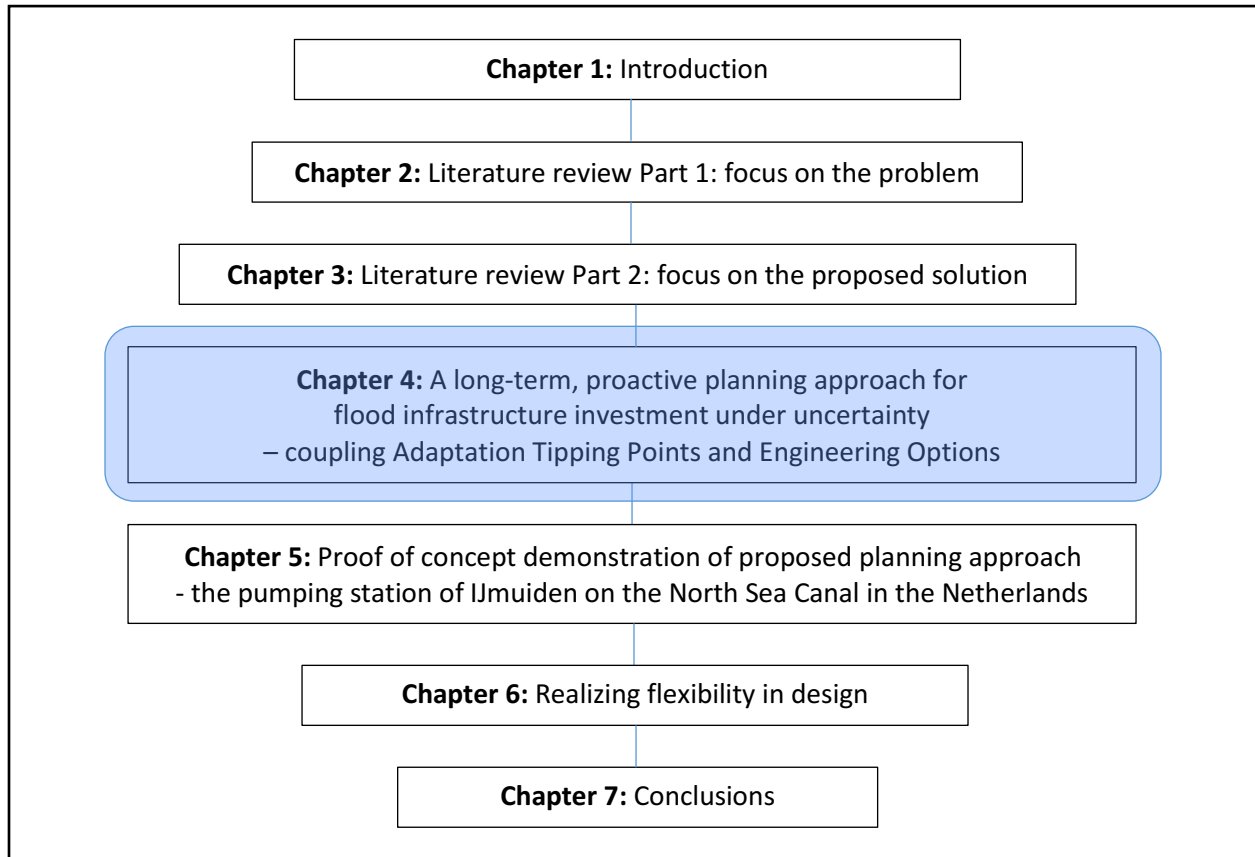 Chapter 1: Introduction
Chapter 2: Literature review Part 1: focus on the problem
Chapter 3: Literature review Part 2: focus on the proposed solution
Chapter 4: A long-term, proactive planning approach for
flood infrastructure investment under uncertainty
– coupling Adaptation Tipping Points and Engineering Options
Chapter 5: Proof of concept demonstration of proposed planning approach
- the pumping station of IJmuiden on the North Sea Canal in the Netherlands
Chapter 6: Realizing flexibility in design
Chapter 7: Conclusions